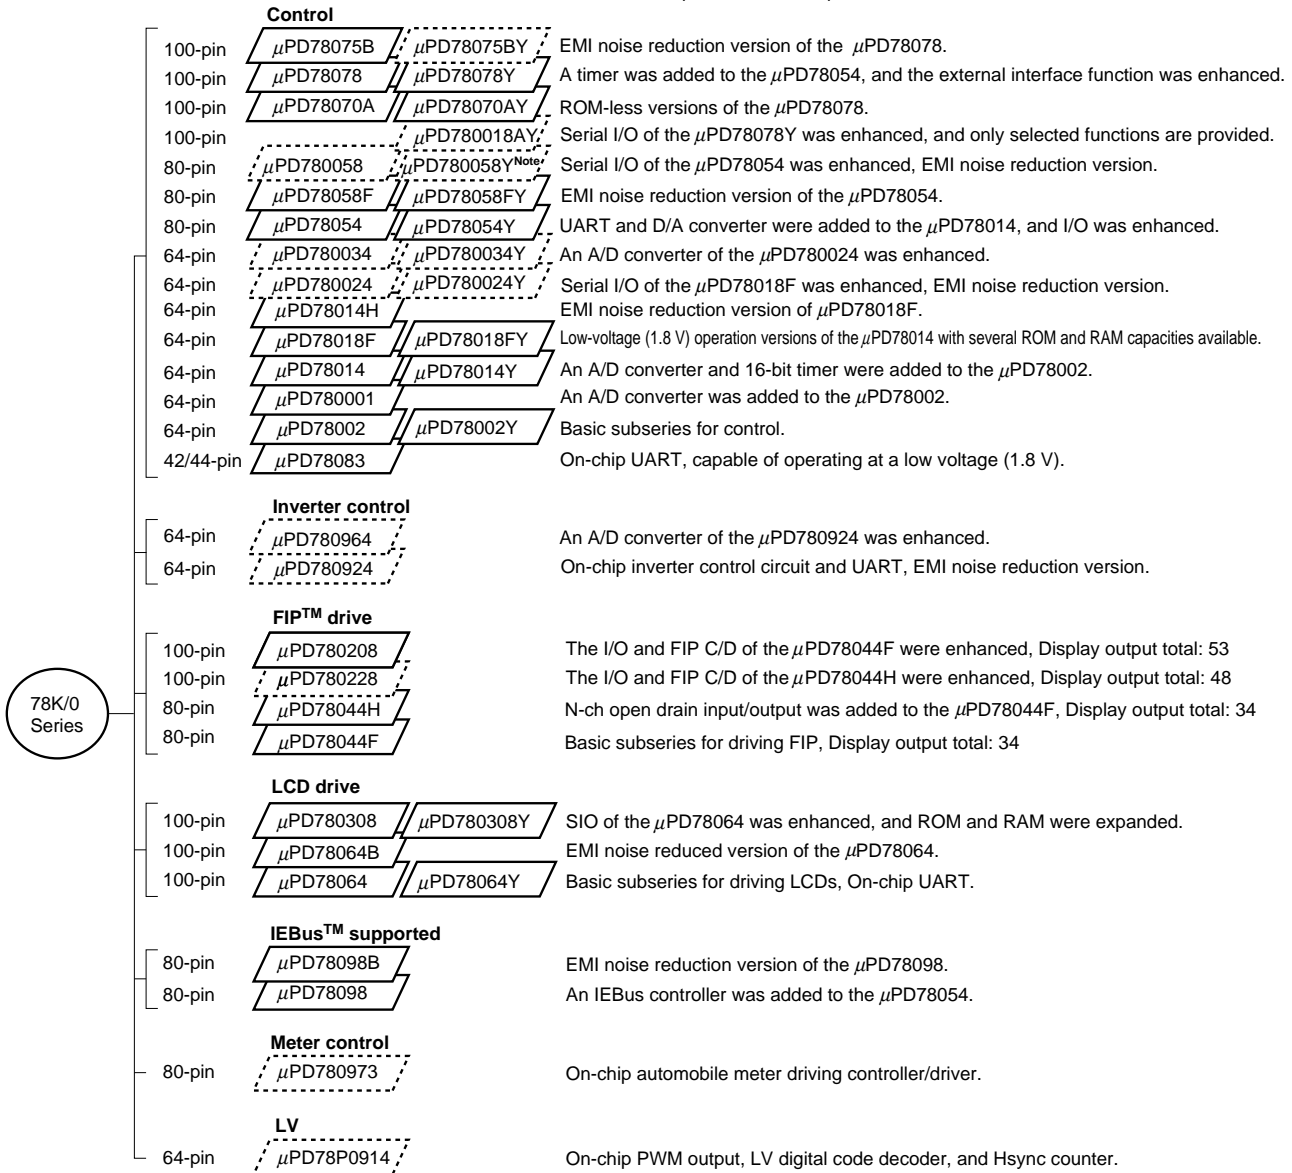 Control
100-pin μPD78075B μPD78075BY EMI noise reduction version of the μPD78078.
100-pin μPD78078 μPD78078Y A timer was added to the μPD78054, and the external interface function was enhanced.
100-pin μPD78070A μPD78070AY ROM-less versions of the μPD78078.
100-pin μPD780018AY Serial I/O of the μPD78078Y was enhanced, and only selected functions are provided.
80-pin μPD780058 μPD780058Y Note Serial I/O of the μPD78054 was enhanced, EMI noise reduction version.
80-pin μPD78058F μPD78058FY EMI noise reduction version of the μPD78054.
80-pin μPD78054 μPD78054Y UART and D/A converter were added to the μPD78014, and I/O was enhanced.
64-pin μPD780034 μPD780034Y An A/D converter of the μPD780024 was enhanced.
64-pin μPD780024 μPD780024Y Serial I/O of the μPD78018F was enhanced, EMI noise reduction version.
64-pin μPD78014H EMI noise reduction version of μPD78018F.
64-pin μPD78018F μPD78018FY Low-voltage (1.8 V) operation versions of the μPD78014 with several ROM and RAM capacities available.
64-pin μPD78014 μPD78014Y An A/D converter and 16-bit timer were added to the μPD78002.
64-pin μPD780001 An A/D converter was added to the μPD78002.
64-pin μPD78002 μPD78002Y Basic subseries for control.
42/44-pin μPD78083 On-chip UART, capable of operating at a low voltage (1.8 V).
Inverter control
64-pin μPD780964 An A/D converter of the μPD780924 was enhanced.
64-pin μPD780924 On-chip inverter control circuit and UART, EMI noise reduction version.
FIP™ drive
100-pin μPD780208 The I/O and FIP C/D of the μPD78044F were enhanced, Display output total: 53
100-pin μPD780228 The I/O and FIP C/D of the μPD78044H were enhanced, Display output total: 48
80-pin μPD78044H N-ch open drain input/output was added to the μPD78044F, Display output total: 34
80-pin μPD78044F Basic subseries for driving FIP, Display output total: 34
78K/0
Series
LCD drive
100-pin μPD780308 μPD780308Y SIO of the μPD78064 was enhanced, and ROM and RAM were expanded.
100-pin μPD78064B EMI noise reduced version of the μPD78064.
100-pin μPD78064 μPD78064Y Basic subseries for driving LCDs, On-chip UART.
IEBus™ supported
80-pin μPD78098B EMI noise reduction version of the μPD78098.
80-pin μPD78098 An IEBus controller was added to the μPD78054.
Meter control
80-pin μPD780973 On-chip automobile meter driving controller/driver.
LV
64-pin μPD78P0914 On-chip PWM output, LV digital code decoder, and Hsync counter.